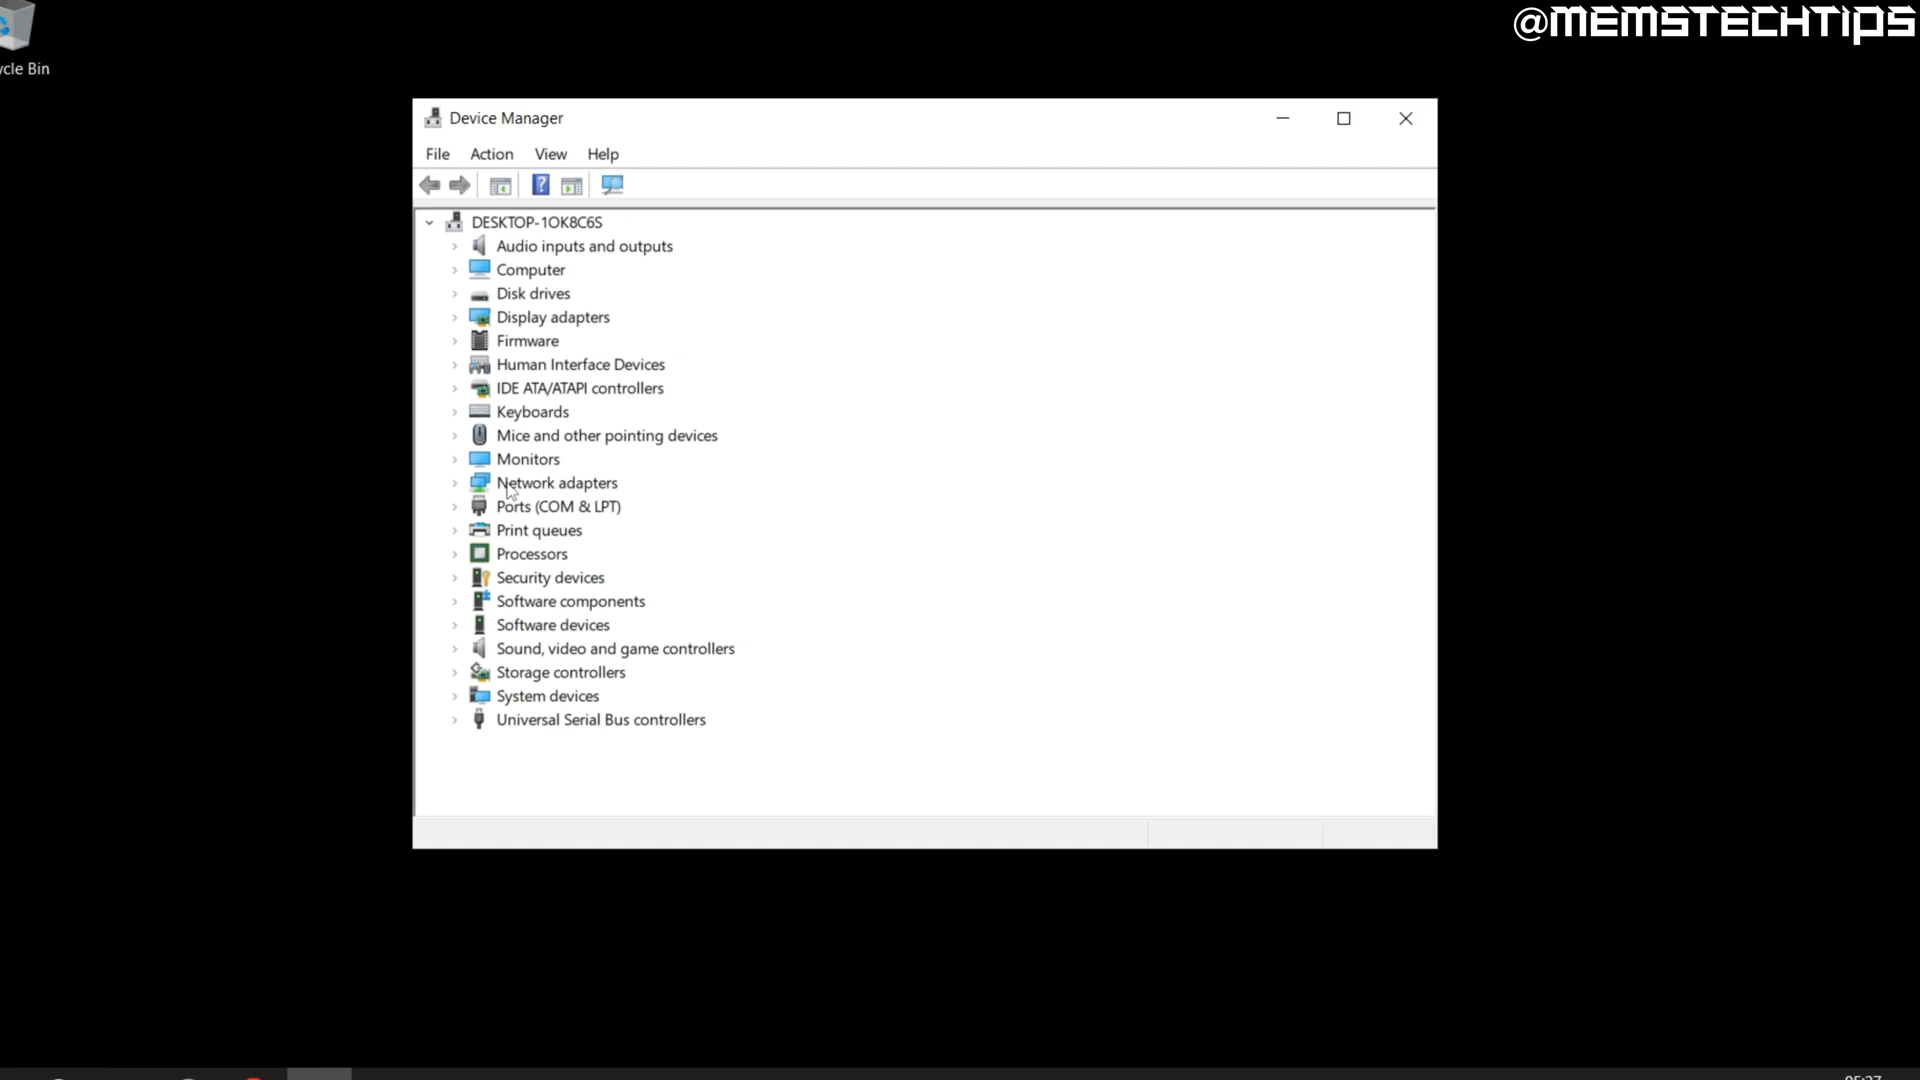 @MEMSTECHTIPS
ycle Bin
Device Manager
File Action View Help
DESKTOP-1OK8C6S
Audio inputs and outputs
Computer
Disk drives
Display adapters
Firmware
Human Interface Devices
IDE ATA/ATAPI controllers
Keyboards
Mice and other pointing devices
Monitors
Network adapters
Ports (COM & LPT)
Print queues
Processors
Security devices
Software components
Software devices
Sound, video and game controllers
Storage controllers
System devices
Universal Serial Bus controllers